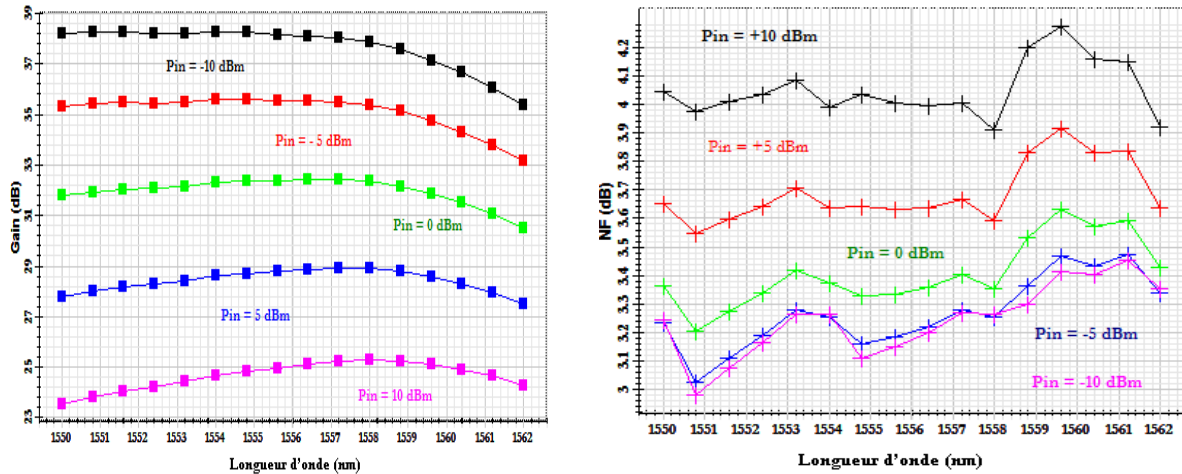 39
37
35
33
31
29
27
25
23
Gain (dB)
Pin = -10 dBm
Pin = - 5 dBm
Pin = 0 dBm
Pin = 5 dBm
Pin = 10 dBm
1550 1551 1552 1553 1554 1555 1556 1557 1558 1559 1560 1561 1562
Longueur d'onde (nm)
4.2
4.1
4
3.9
3.8
3.7
3.6
3.5
3.4
3.3
3.2
3.1
3
NF (dB)
Pin = +10 dBm
Pin = +5 dBm
Pin = 0 dBm
Pin = -5 dBm
Pin = -10 dBm
1550 1551 1552 1553 1554 1555 1556 1557 1558 1559 1560 1561 1562
Longueur d'onde (nm)